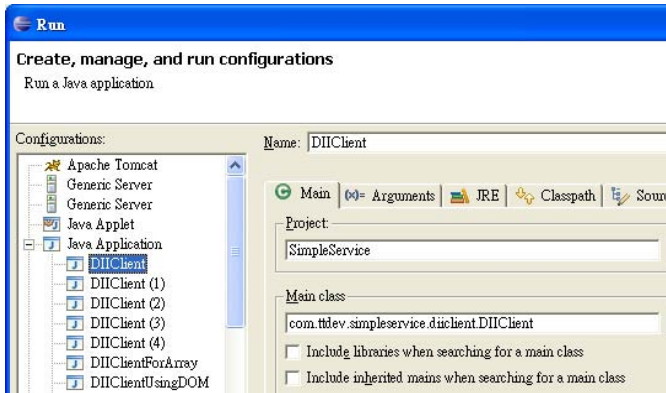 Run
Create, manage, and run configurations
Run a Java application
Configurations:
Apache Tomcat
Generic Server
Generic Server
Java Applet
Java Application
DIIClient
DIIClient (1)
DIIClient (2)
DIIClient (3)
DIIClient (4)
DIIClientForArray
DIIClientUsingDOM
Name: DIIClient
Main (x)= Arguments JRE Classpath Sour
Project:
SimpleService
Main class
com.ttdev.simpleservice.diiclient.DIIClient
Include libraries when searching for a main class
Include inherited mains when searching for a main class